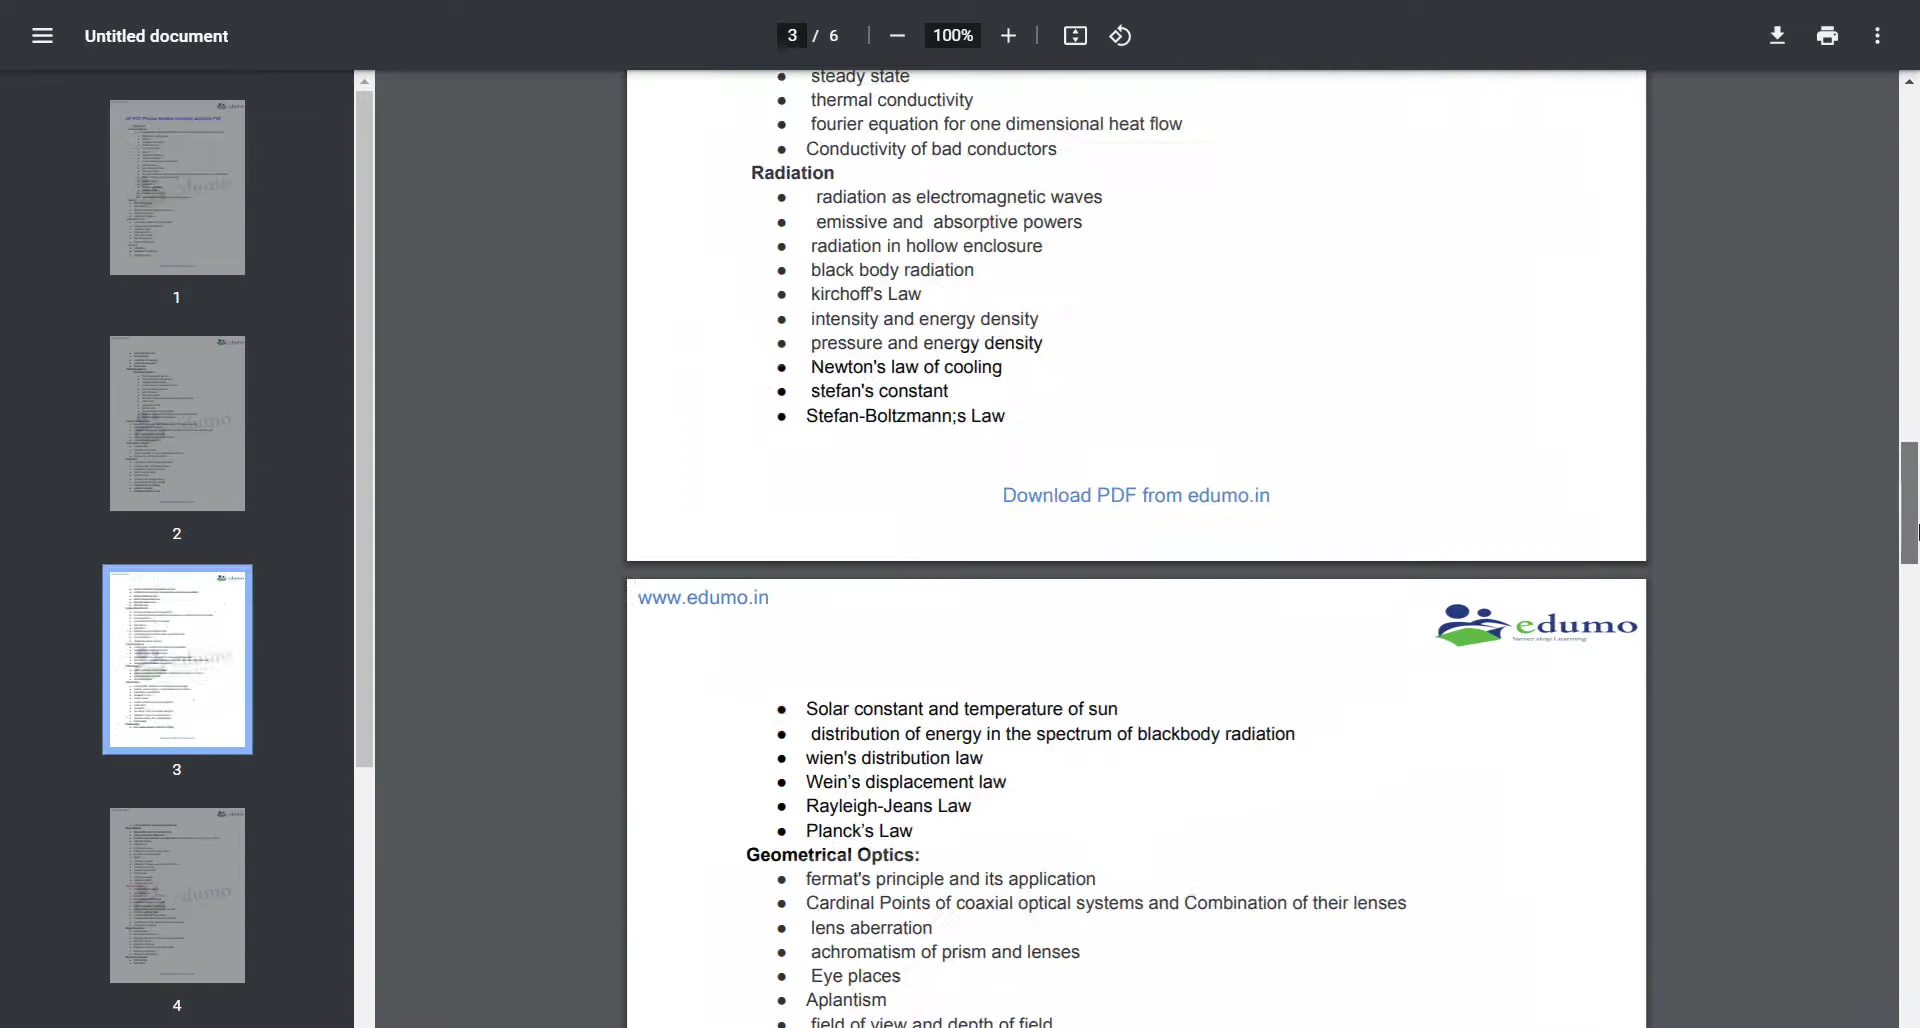 Untitled document
3 / 6
100%
steady state
thermal conductivity
fourier equation for one dimensional heat flow
Conductivity of bad conductors
Radiation
radiation as electromagnetic waves
emissive and absorptive powers
radiation in hollow enclosure
black body radiation
kirchoff's Law
intensity and energy density
pressure and energy density
Newton's law of cooling
stefan's constant
Stefan-Boltzmann;s Law
Download PDF from edumo.in
www.edumo.in
edumo
Never stop Learning
Solar constant and temperature of sun
distribution of energy in the spectrum of blackbody radiation
wien's distribution law
Wein’s displacement law
Rayleigh-Jeans Law
Planck’s Law
Geometrical Optics:
fermat's principle and its application
Cardinal Points of coaxial optical systems and Combination of their lenses
lens aberration
achromatism of prism and lenses
Eye places
Aplantism
field of view and depth of field
1
2
3
4